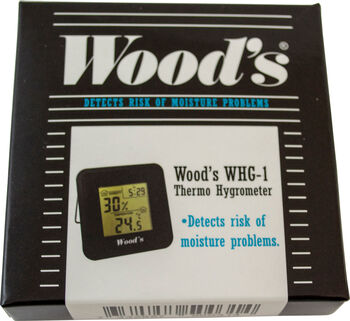 Wood's®
DETECTS RISK OF MOISTURE PROBLEMS
Wood's WHG-1
Thermo Hygrometer
•Detects risk of
moisture problems.
5:29
30%
24.5
Wood's